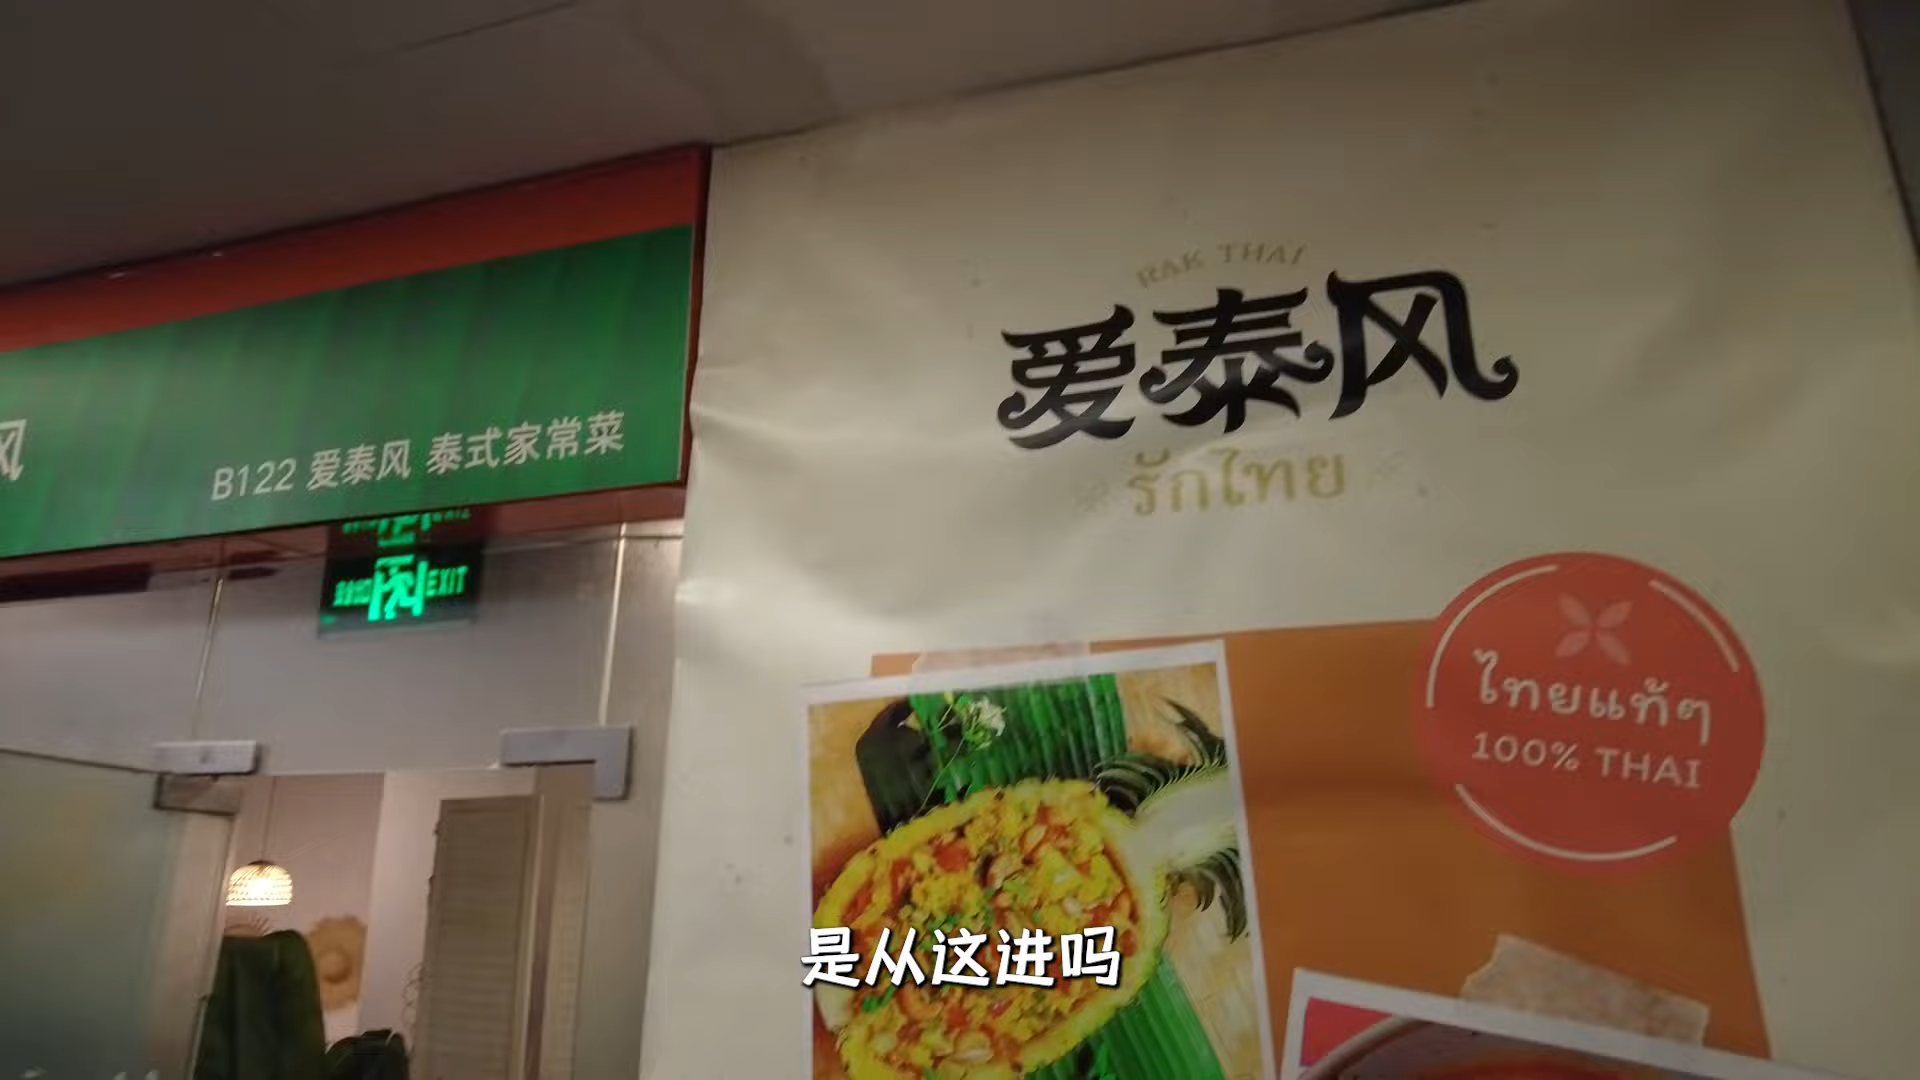 风
B122 爱泰风 泰式家常菜
EXIT
RAK THAI
爱泰风
รักไทย
ไทยแท้ๆ
100% THAI
是从这进吗